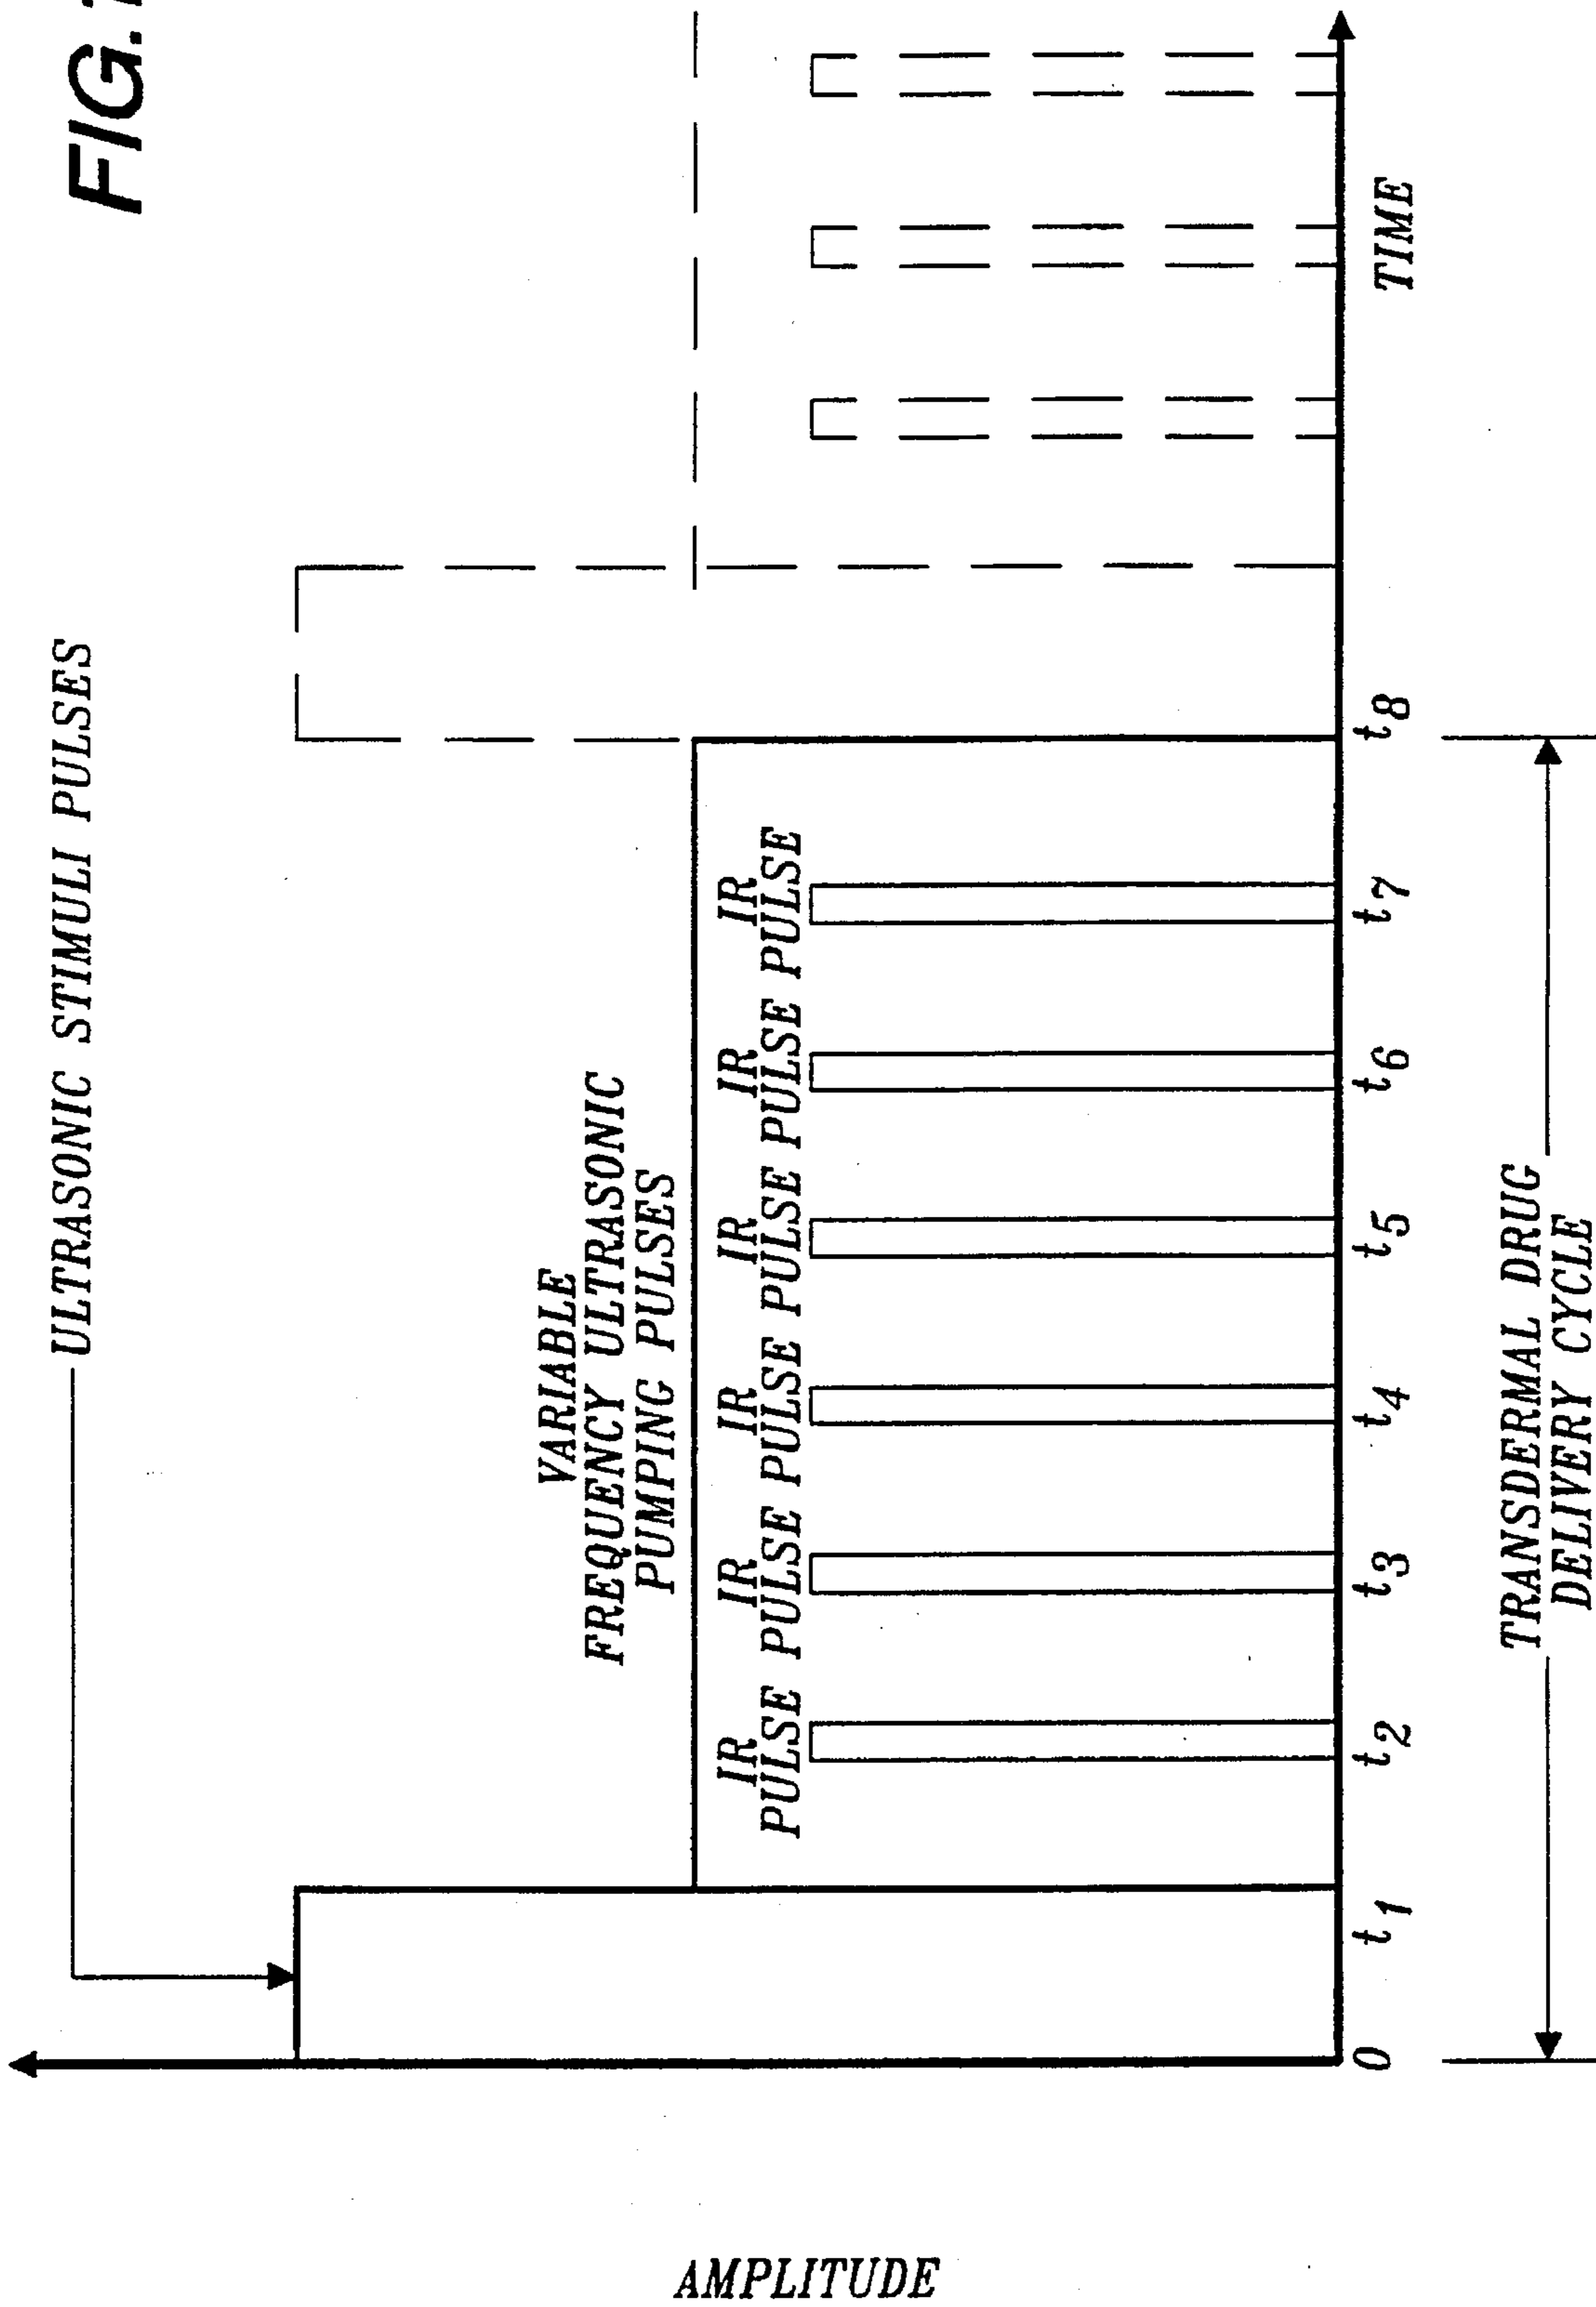 FIG.
ULTRASONIC STIMULI PULSES
VARIABLE
FREQUENCY ULTRASONIC
PUMPING PULSES
IR IR IR IR IR IR
PULSE PULSE PULSE PULSE PULSE PULSE
AMPLITUDE
0 t1 t2 t3 t4 t5 t6 t7 t8
TIME
TRANSDERMAL DRUG
DELIVERY CYCLE